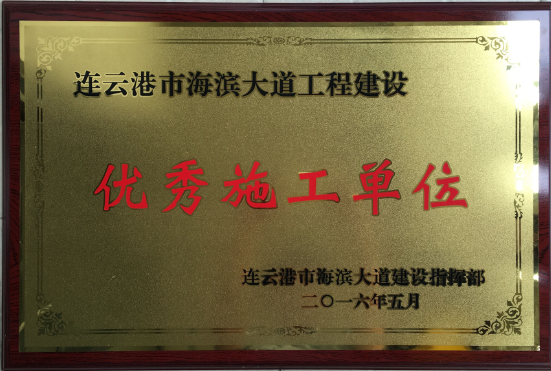 连云港市海滨大道工程建设
优秀施工单位
连云港市海滨大道建设指挥部
二〇一六年五月